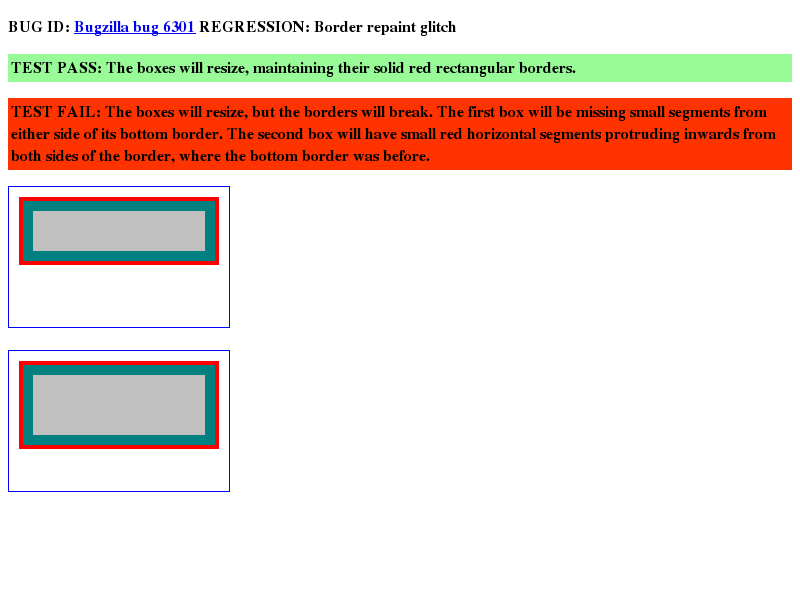 BUG ID: Bugzilla bug 6301 REGRESSION: Border repaint glitch
TEST PASS: The boxes will resize, maintaining their solid red rectangular borders.
TEST FAIL: The boxes will resize, but the borders will break. The first box will be missing small segments from
either side of its bottom border. The second box will have small red horizontal segments protruding inwards from
both sides of the border, where the bottom border was before.